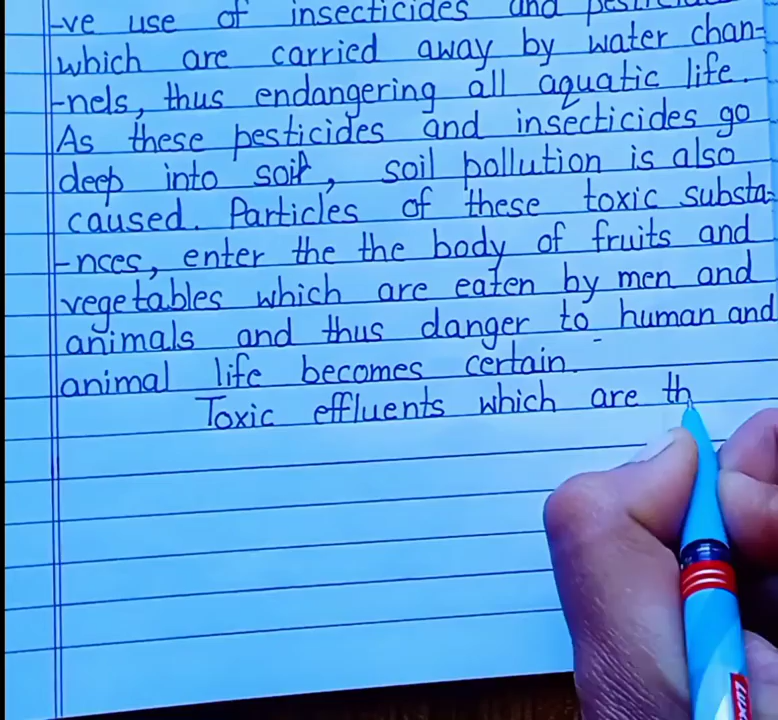 -ve use of insecticides and
which are carried away by water chan-
-nels, thus endangering all aquatic life.
As these pesticides and insecticides go
deep into soil, soil pollution is also
caused. Particles of these toxic substa-
-nces, enter the the body of fruits and
vegetables which are eaten by men and
animals and thus danger to human and
animal life becomes certain.
Toxic effluents which are th